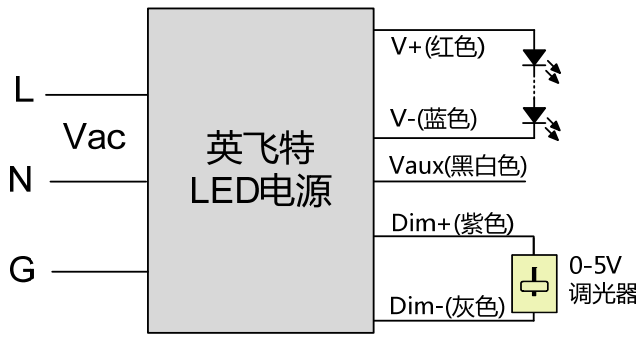 L
Vac
N
G
英飞特
LED电源
V+(红色)
V-(蓝色)
Vaux(黑白色)
Dim+(紫色)
Dim-(灰色)
0-5V
调光器